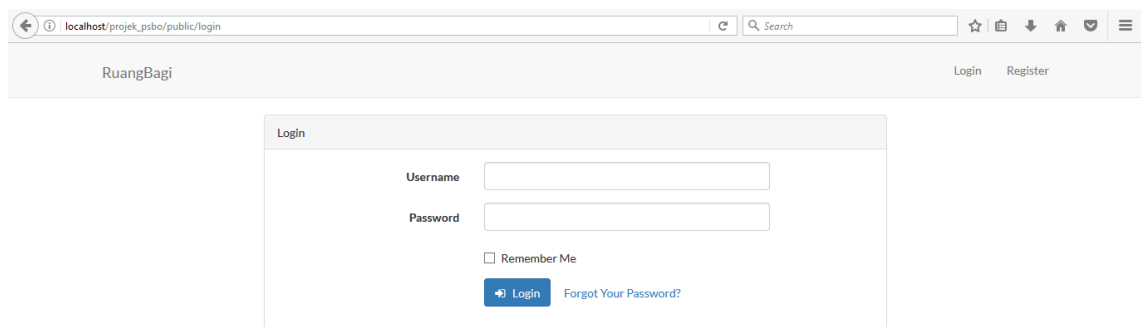 localhost/projek_psbo/public/login Search
RuangBagi Login Register
Login
Username
Password
Remember Me
Login Forgot Your Password?